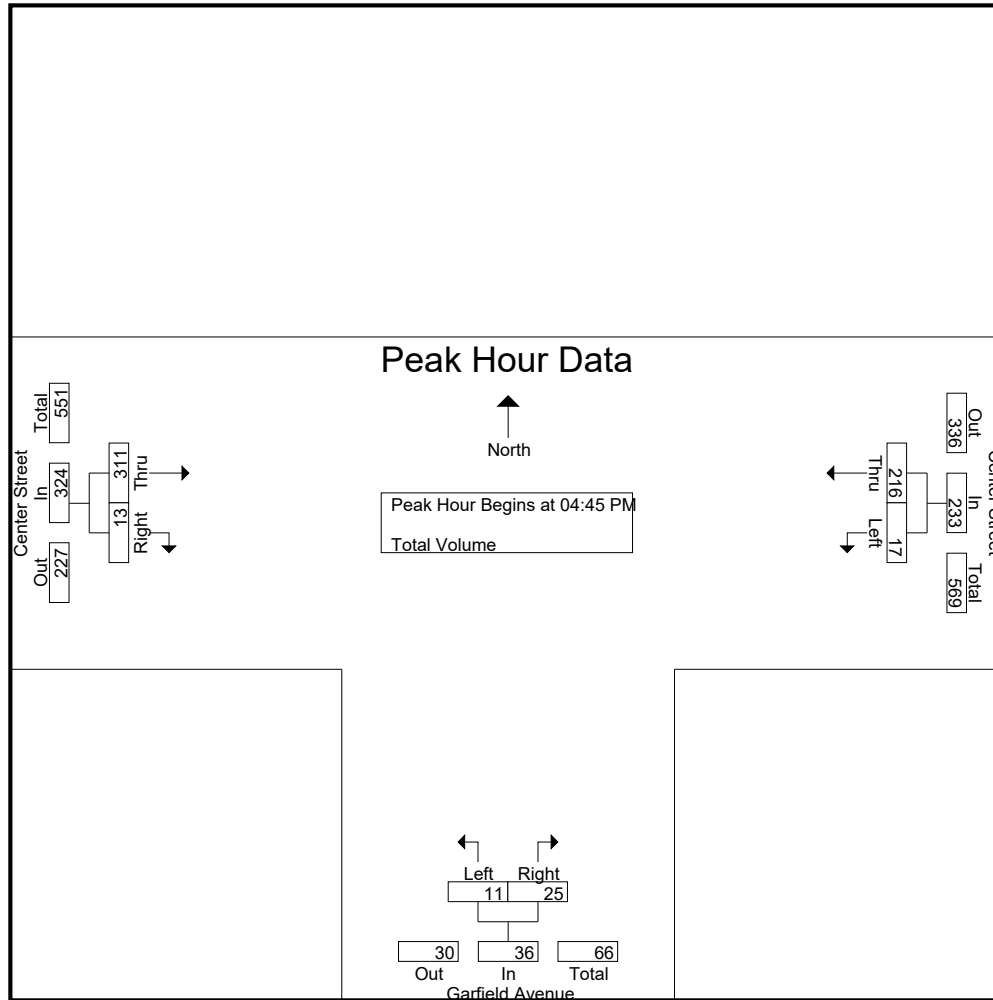 Peak Hour Data
North
Peak Hour Begins at 04:45 PM
Total Volume
Center Street
Total
551
In
324
Out
227
311
Thru
13
Right
Out
336
In
233
Total
569
Center Street
216
Thru
17
Left
Left
Right
11
25
30
36
66
Out
In
Total
Garfield Avenue